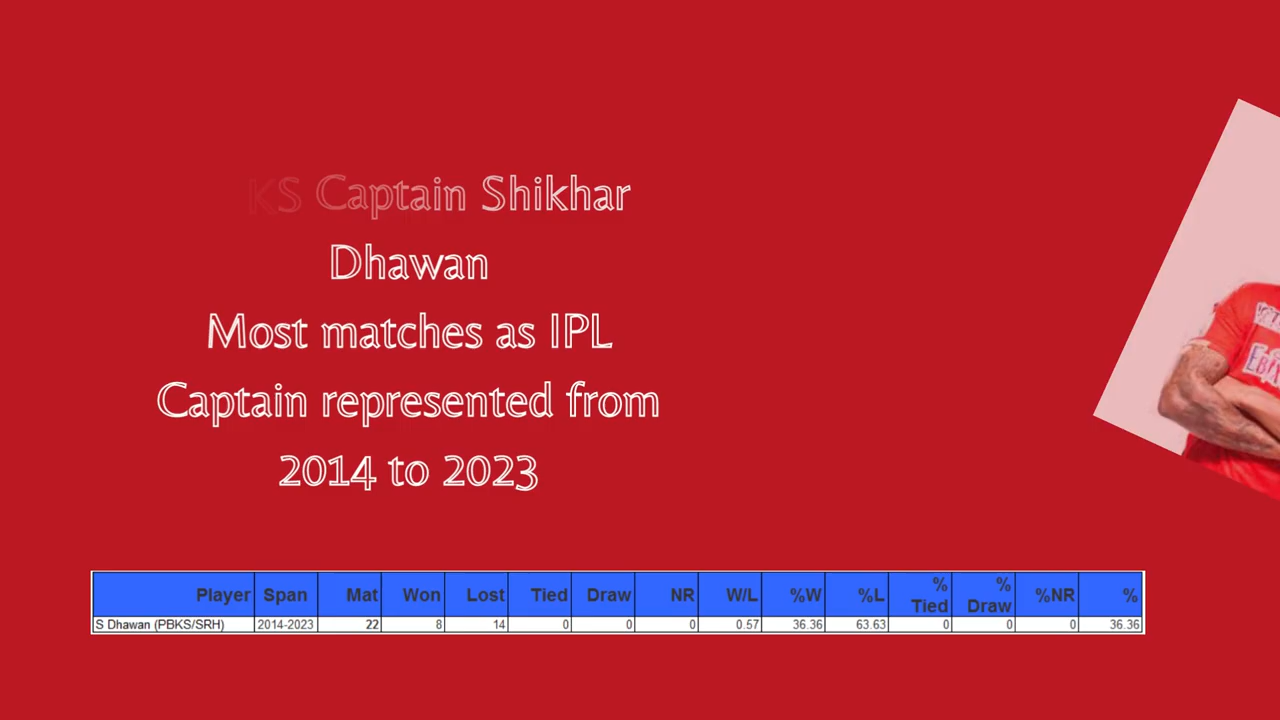 KS Captain Shikhar
Dhawan
Most matches as IPL
Captain represented from
2014 to 2023
Player Span Mat Won Lost Tied Draw NR W/L %W %L % Tied % Draw %NR %
S Dhawan (PBKS/SRH) 2014-2023 22 8 14 0 0 0 0.57 36.36 63.63 0 0 0 36.36